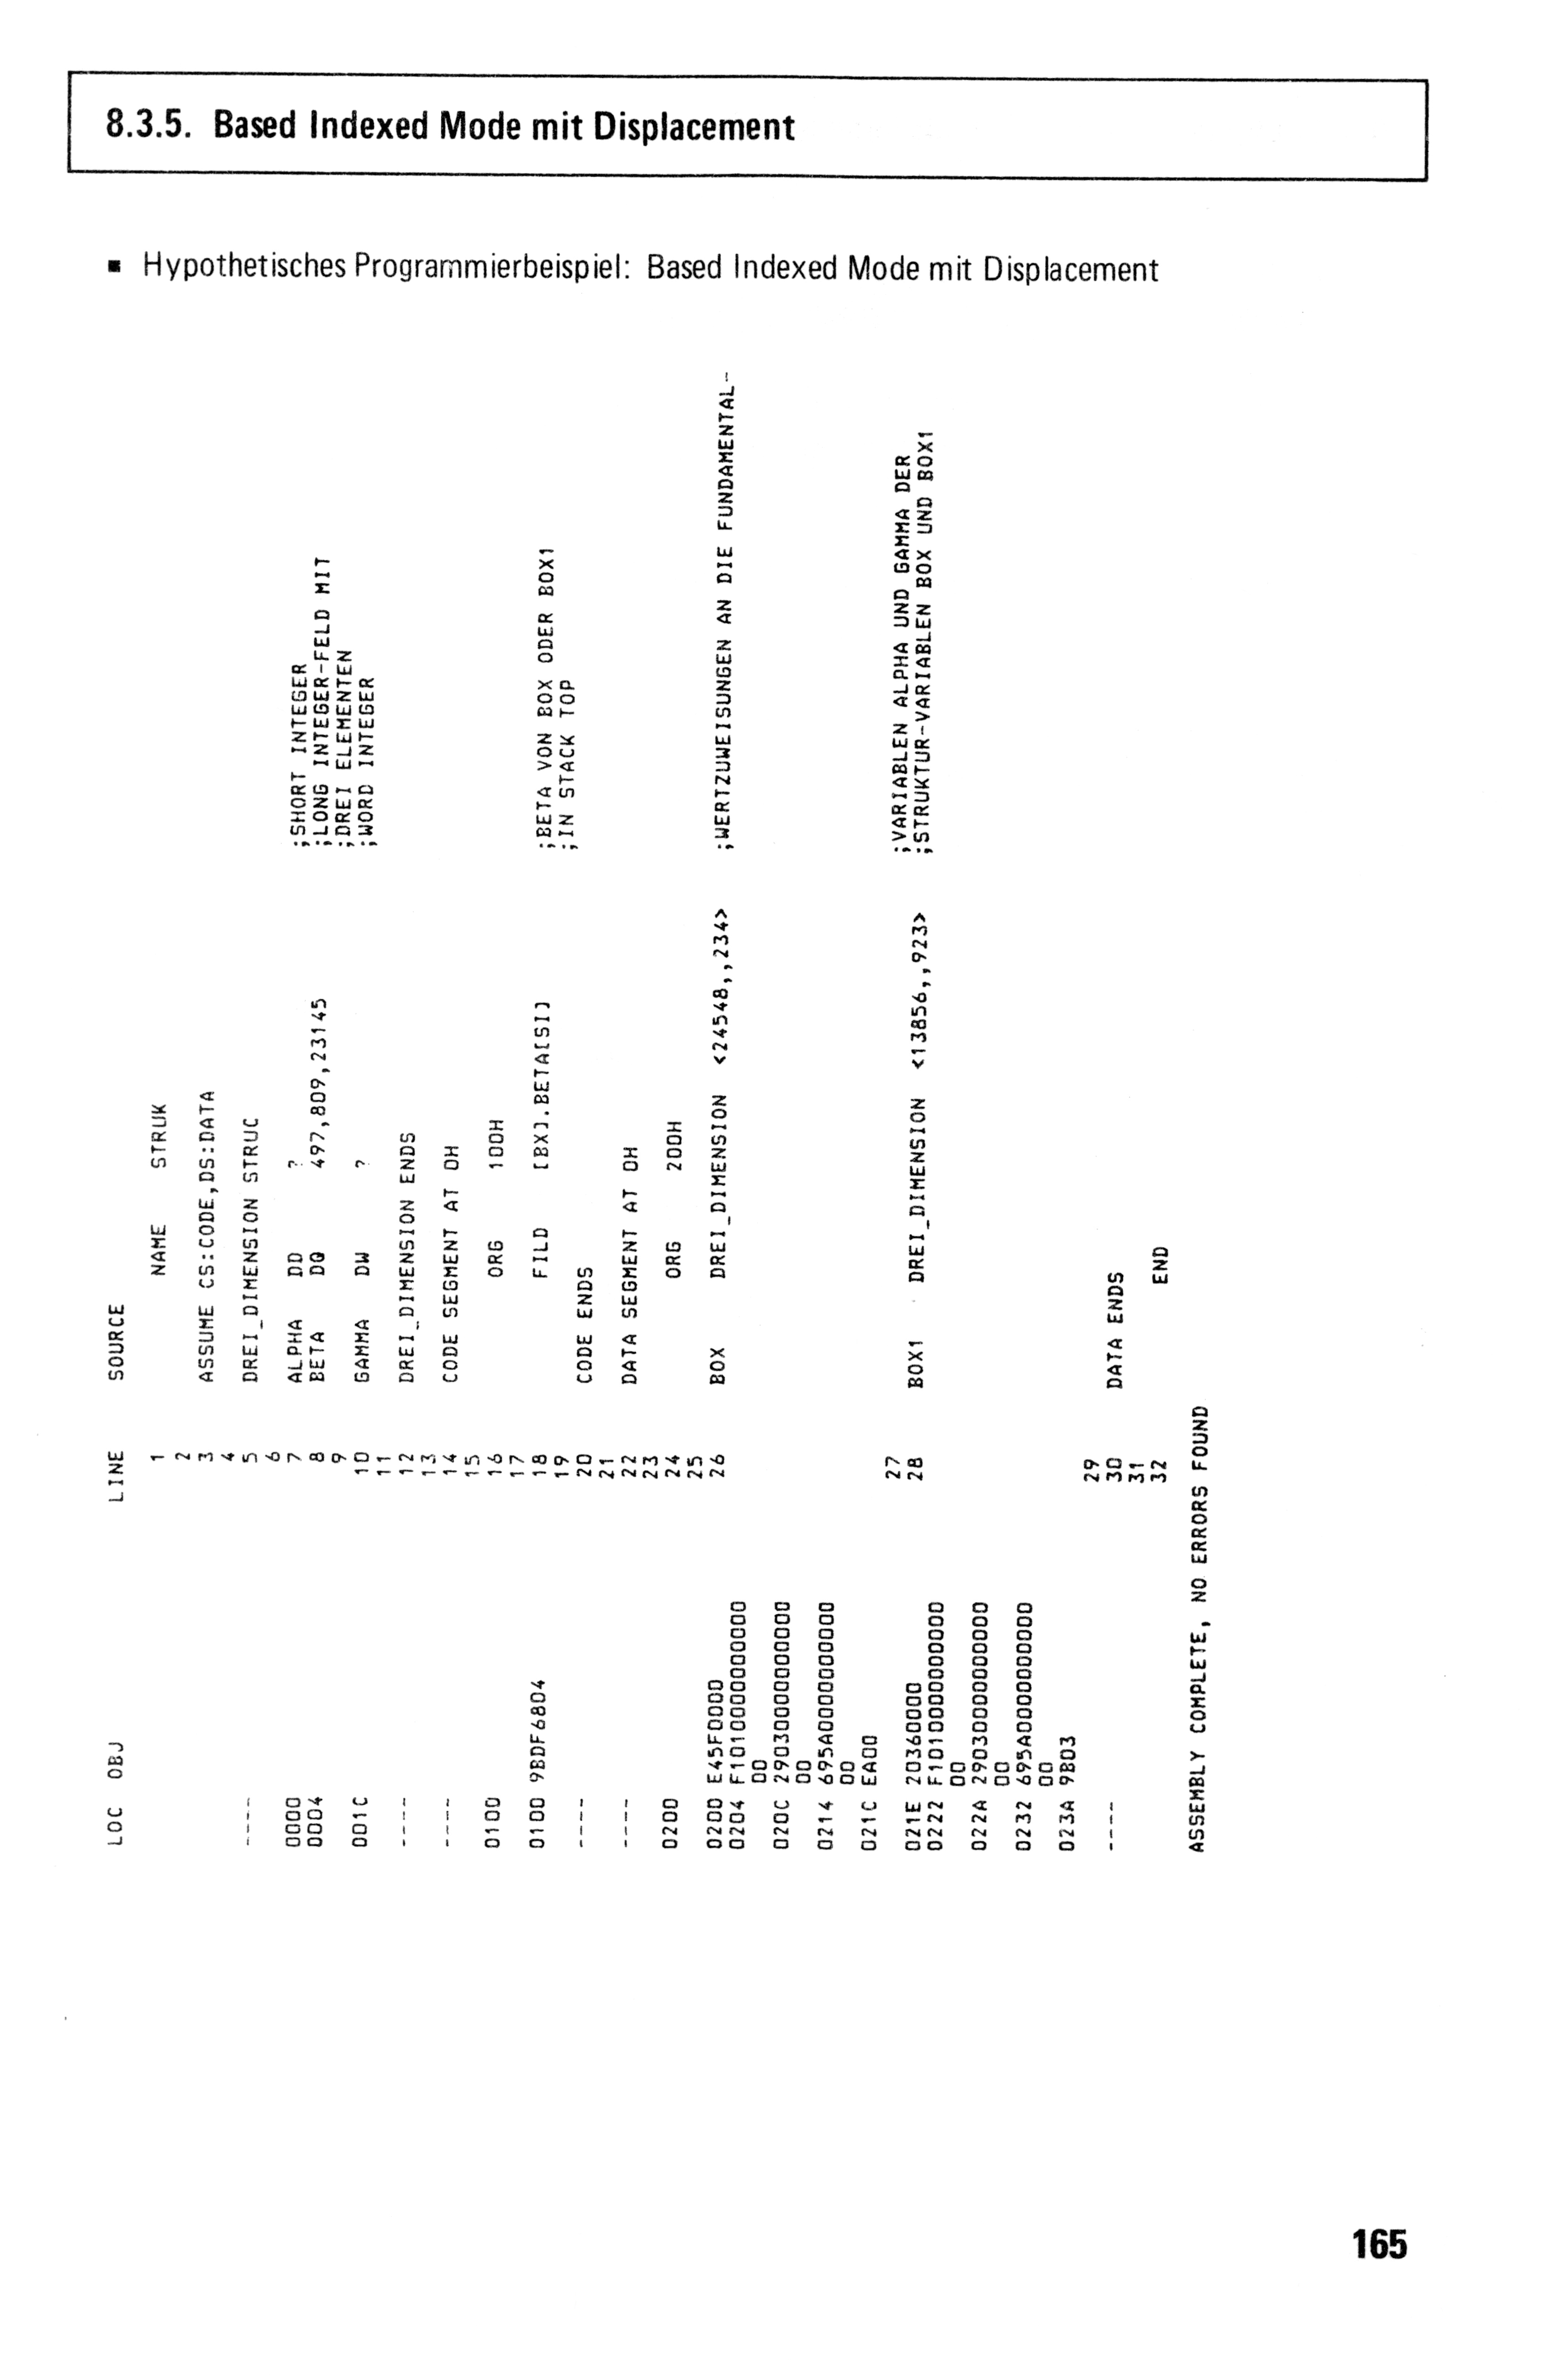 8.3.5. Based Indexed Mode mit Displacement
▪ Hypothetisches Programmierbeispiel: Based Indexed Mode mit Displacement
LOC OBJ LINE SOURCE
1 NAME STRUK
2
3 ASSUME CS:CODE,DS:DATA
4
---- 5 DREI_DIMENSION STRUC
6
0000 7 ALPHA DD ? ;SHORT INTEGER
0004 8 BETA DQ 497,809,23145 ;LONG INTEGER-FELD MIT
9 ;DREI ELEMENTEN
001C 10 GAMMA DW ? ;WORD INTEGER
11
---- 12 DREI_DIMENSION ENDS
13
---- 14 CODE SEGMENT AT 0H
15
0100 16 ORG 100H
17
0100 9BDF6804 18 FILD [BX].BETA[SI] ;BETA VON BOX ODER BOX1
19 ;IN STACK TOP
---- 20 CODE ENDS
21
---- 22 DATA SEGMENT AT 0H
23
0200 24 ORG 200H
25
0200 E45F0000 26 BOX DREI_DIMENSION <24548,,234> ;WERTZUWEISUNGEN AN DIE FUNDAMENTAL-
0204 F1010000000000
00
020C 29030000000000
00
0214 695A0000000000
00
021C EA00
27 ;VARIABLEN ALPHA UND GAMMA DER
021E 20360000 28 BOX1 DREI_DIMENSION <13856,,923> ;STRUKTUR-VARIABLEN BOX UND BOX1
0222 F1010000000000
00
022A 29030000000000
00
0232 695A0000000000
00
023A 9B03
29
---- 30 DATA ENDS
31
32 END
ASSEMBLY COMPLETE, NO ERRORS FOUND
165